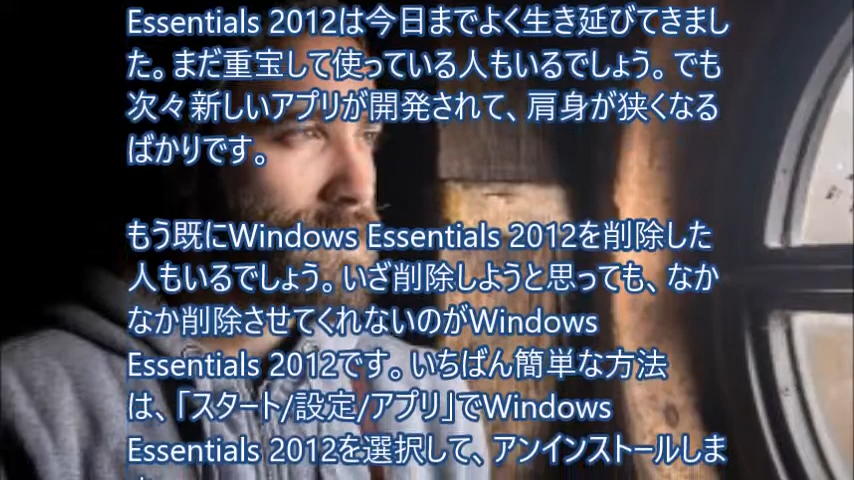 Essentials 2012は今日までよく生き延びてきまし
た。まだ重宝して使っている人もいるでしょう。でも
次々新しいアプリが開発されて、肩身が狭くなる
ばかりです。
もう既にWindows Essentials 2012を削除した
人もいるでしょう。いざ削除しようと思っても、なか
なか削除させてくれないのがWindows
Essentials 2012です。いちばん簡単な方法
は、「スタート/設定/アプリ」でWindows
Essentials 2012を選択して、アンインストールしま